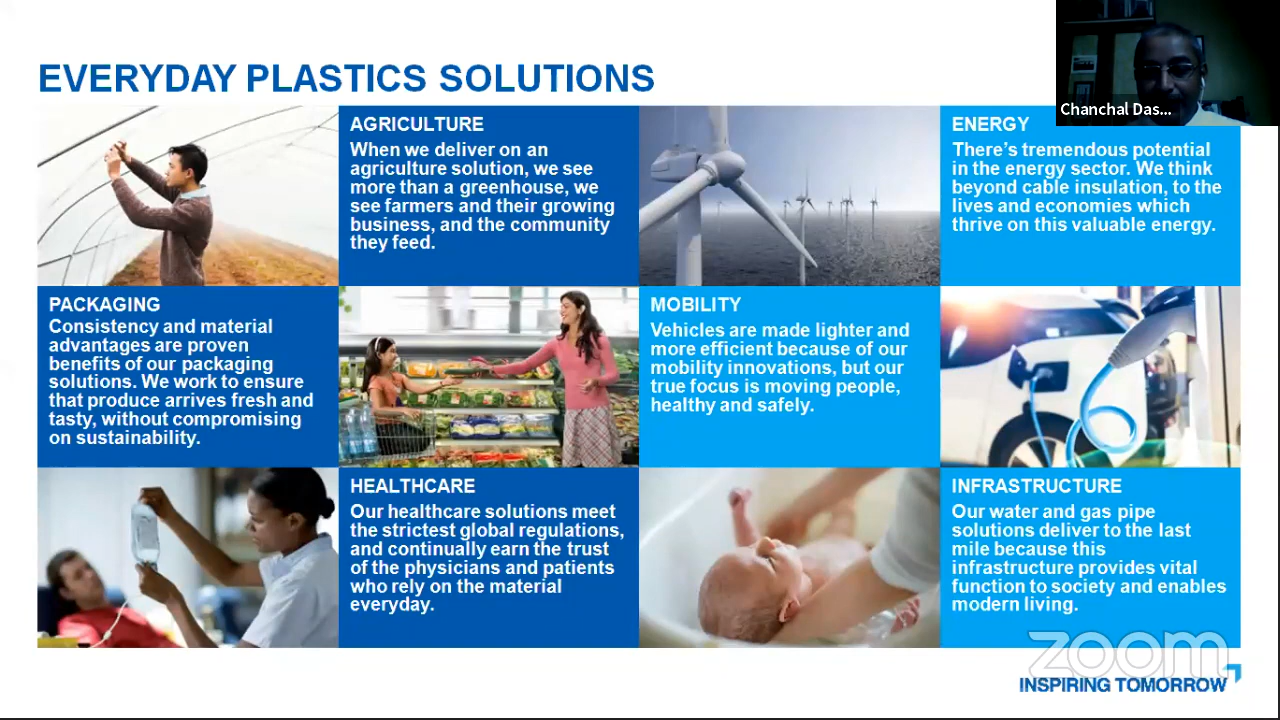 EVERYDAY PLASTICS SOLUTIONS
Chanchal Das...
AGRICULTURE
When we deliver on an
agriculture solution, we see
more than a greenhouse, we
see farmers and their growing
business, and the community
they feed.
ENERGY
There's tremendous potential
in the energy sector. We think
beyond cable insulation, to the
lives and economies which
thrive on this valuable energy.
PACKAGING
Consistency and material
advantages are proven
benefits of our packaging
solutions. We work to ensure
that produce arrives fresh and
tasty, without compromising
on sustainability.
MOBILITY
Vehicles are made lighter and
more efficient because of our
mobility innovations, but our
true focus is moving people,
healthy and safely.
HEALTHCARE
Our healthcare solutions meet
the strictest global regulations,
and continually earn the trust
of the physicians and patients
who rely on the material
everyday.
INFRASTRUCTURE
Our water and gas pipe
solutions deliver to the last
mile because this
infrastructure provides vital
function to society and enables
modern living.
zoom
INSPIRING TOMORROW